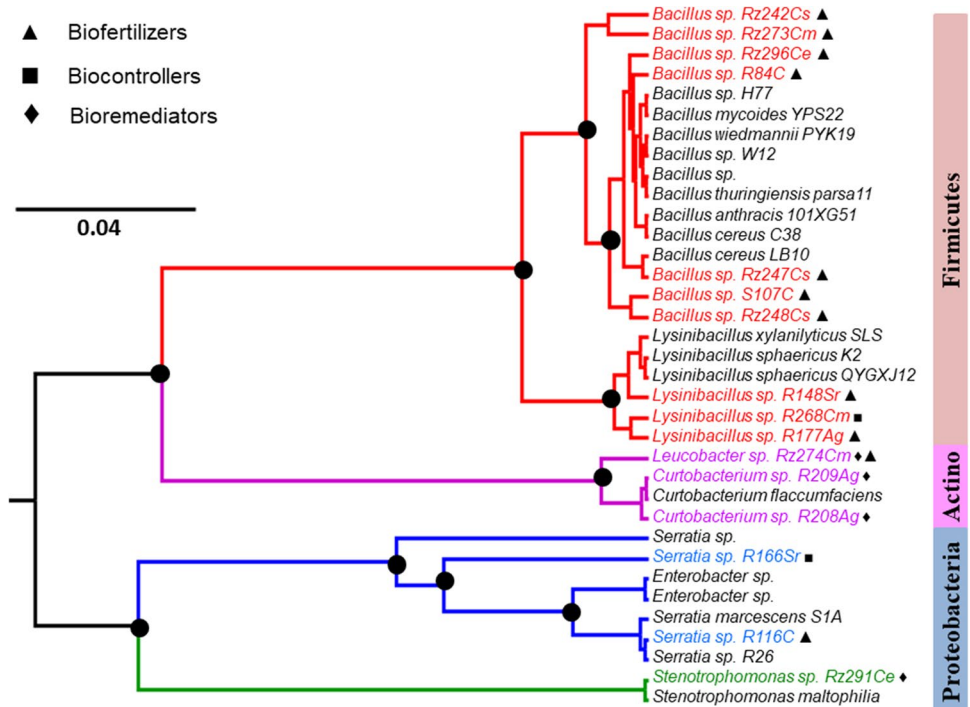 Biofertilizers
Biocontrollers
Bioremediators
0.04
Bacillus sp. Rz242Cs
Bacillus sp. Rz273Cm
Bacillus sp. Rz296Ce
Bacillus sp. R84C
Bacillus sp. H77
Bacillus mycoides YPS22
Bacillus wiedmannii PYK19
Bacillus sp. W12
Bacillus sp.
Bacillus thuringiensis parsa11
Bacillus anthracis 101XG51
Bacillus cereus C38
Bacillus cereus LB10
Bacillus sp. Rz247Cs
Bacillus sp. S107C
Bacillus sp. Rz248Cs
Lysinibacillus xylanilyticus SLS
Lysinibacillus sphaericus K2
Lysinibacillus sphaericus QYGXJ12
Lysinibacillus sp. R148Sr
Lysinibacillus sp. R268Cm
Lysinibacillus sp. R177Ag
Leucobacter sp. Rz274Cm
Curtobacterium sp. R209Ag
Curtobacterium flaccumfaciens
Curtobacterium sp. R208Ag
Serratia sp.
Serratia sp. R166Sr
Enterobacter sp.
Enterobacter sp.
Serratia marcescens S1A
Serratia sp. R116C
Serratia sp. R26
Stenotrophomonas sp. Rz291Ce
Stenotrophomonas maltophilia
Firmicutes
Actino
Proteobacteria